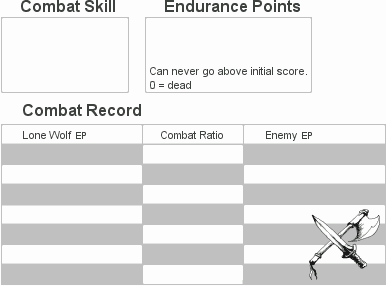 Combat Skill
Endurance Points
Can never go above initial score.
0 = dead
Combat Record
Lone Wolf EP
Combat Ratio
Enemy EP